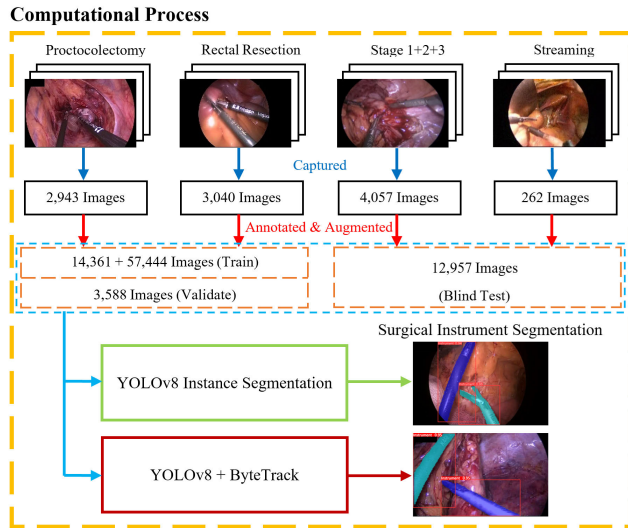 Computational Process
Proctocolectomy Rectal Resection Stage 1+2+3 Streaming
Captured
2,943 Images 3,040 Images 4,057 Images 262 Images
Annotated & Augmented
14,361 + 57,444 Images (Train)
3,588 Images (Validate)
12,957 Images
(Blind Test)
Surgical Instrument Segmentation
YOLOv8 Instance Segmentation
YOLOv8 + ByteTrack